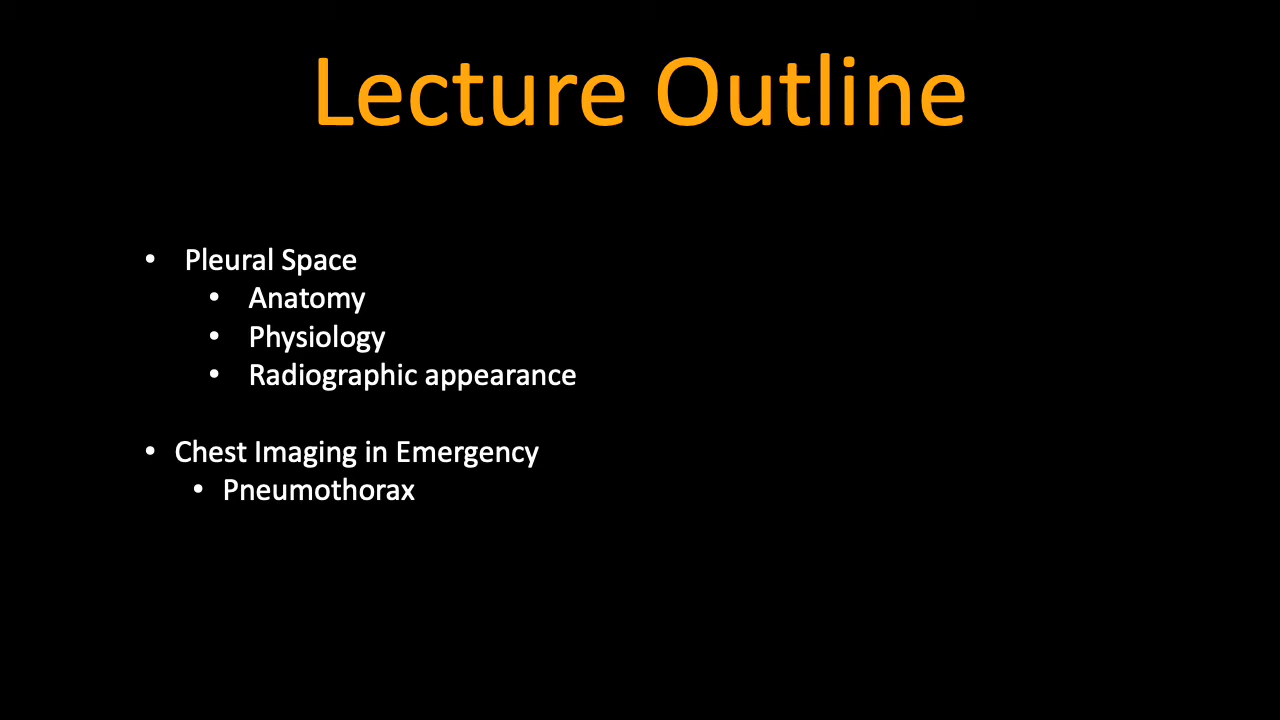 Lecture Outline
• Pleural Space
• Anatomy
• Physiology
• Radiographic appearance
• Chest Imaging in Emergency
• Pneumothorax